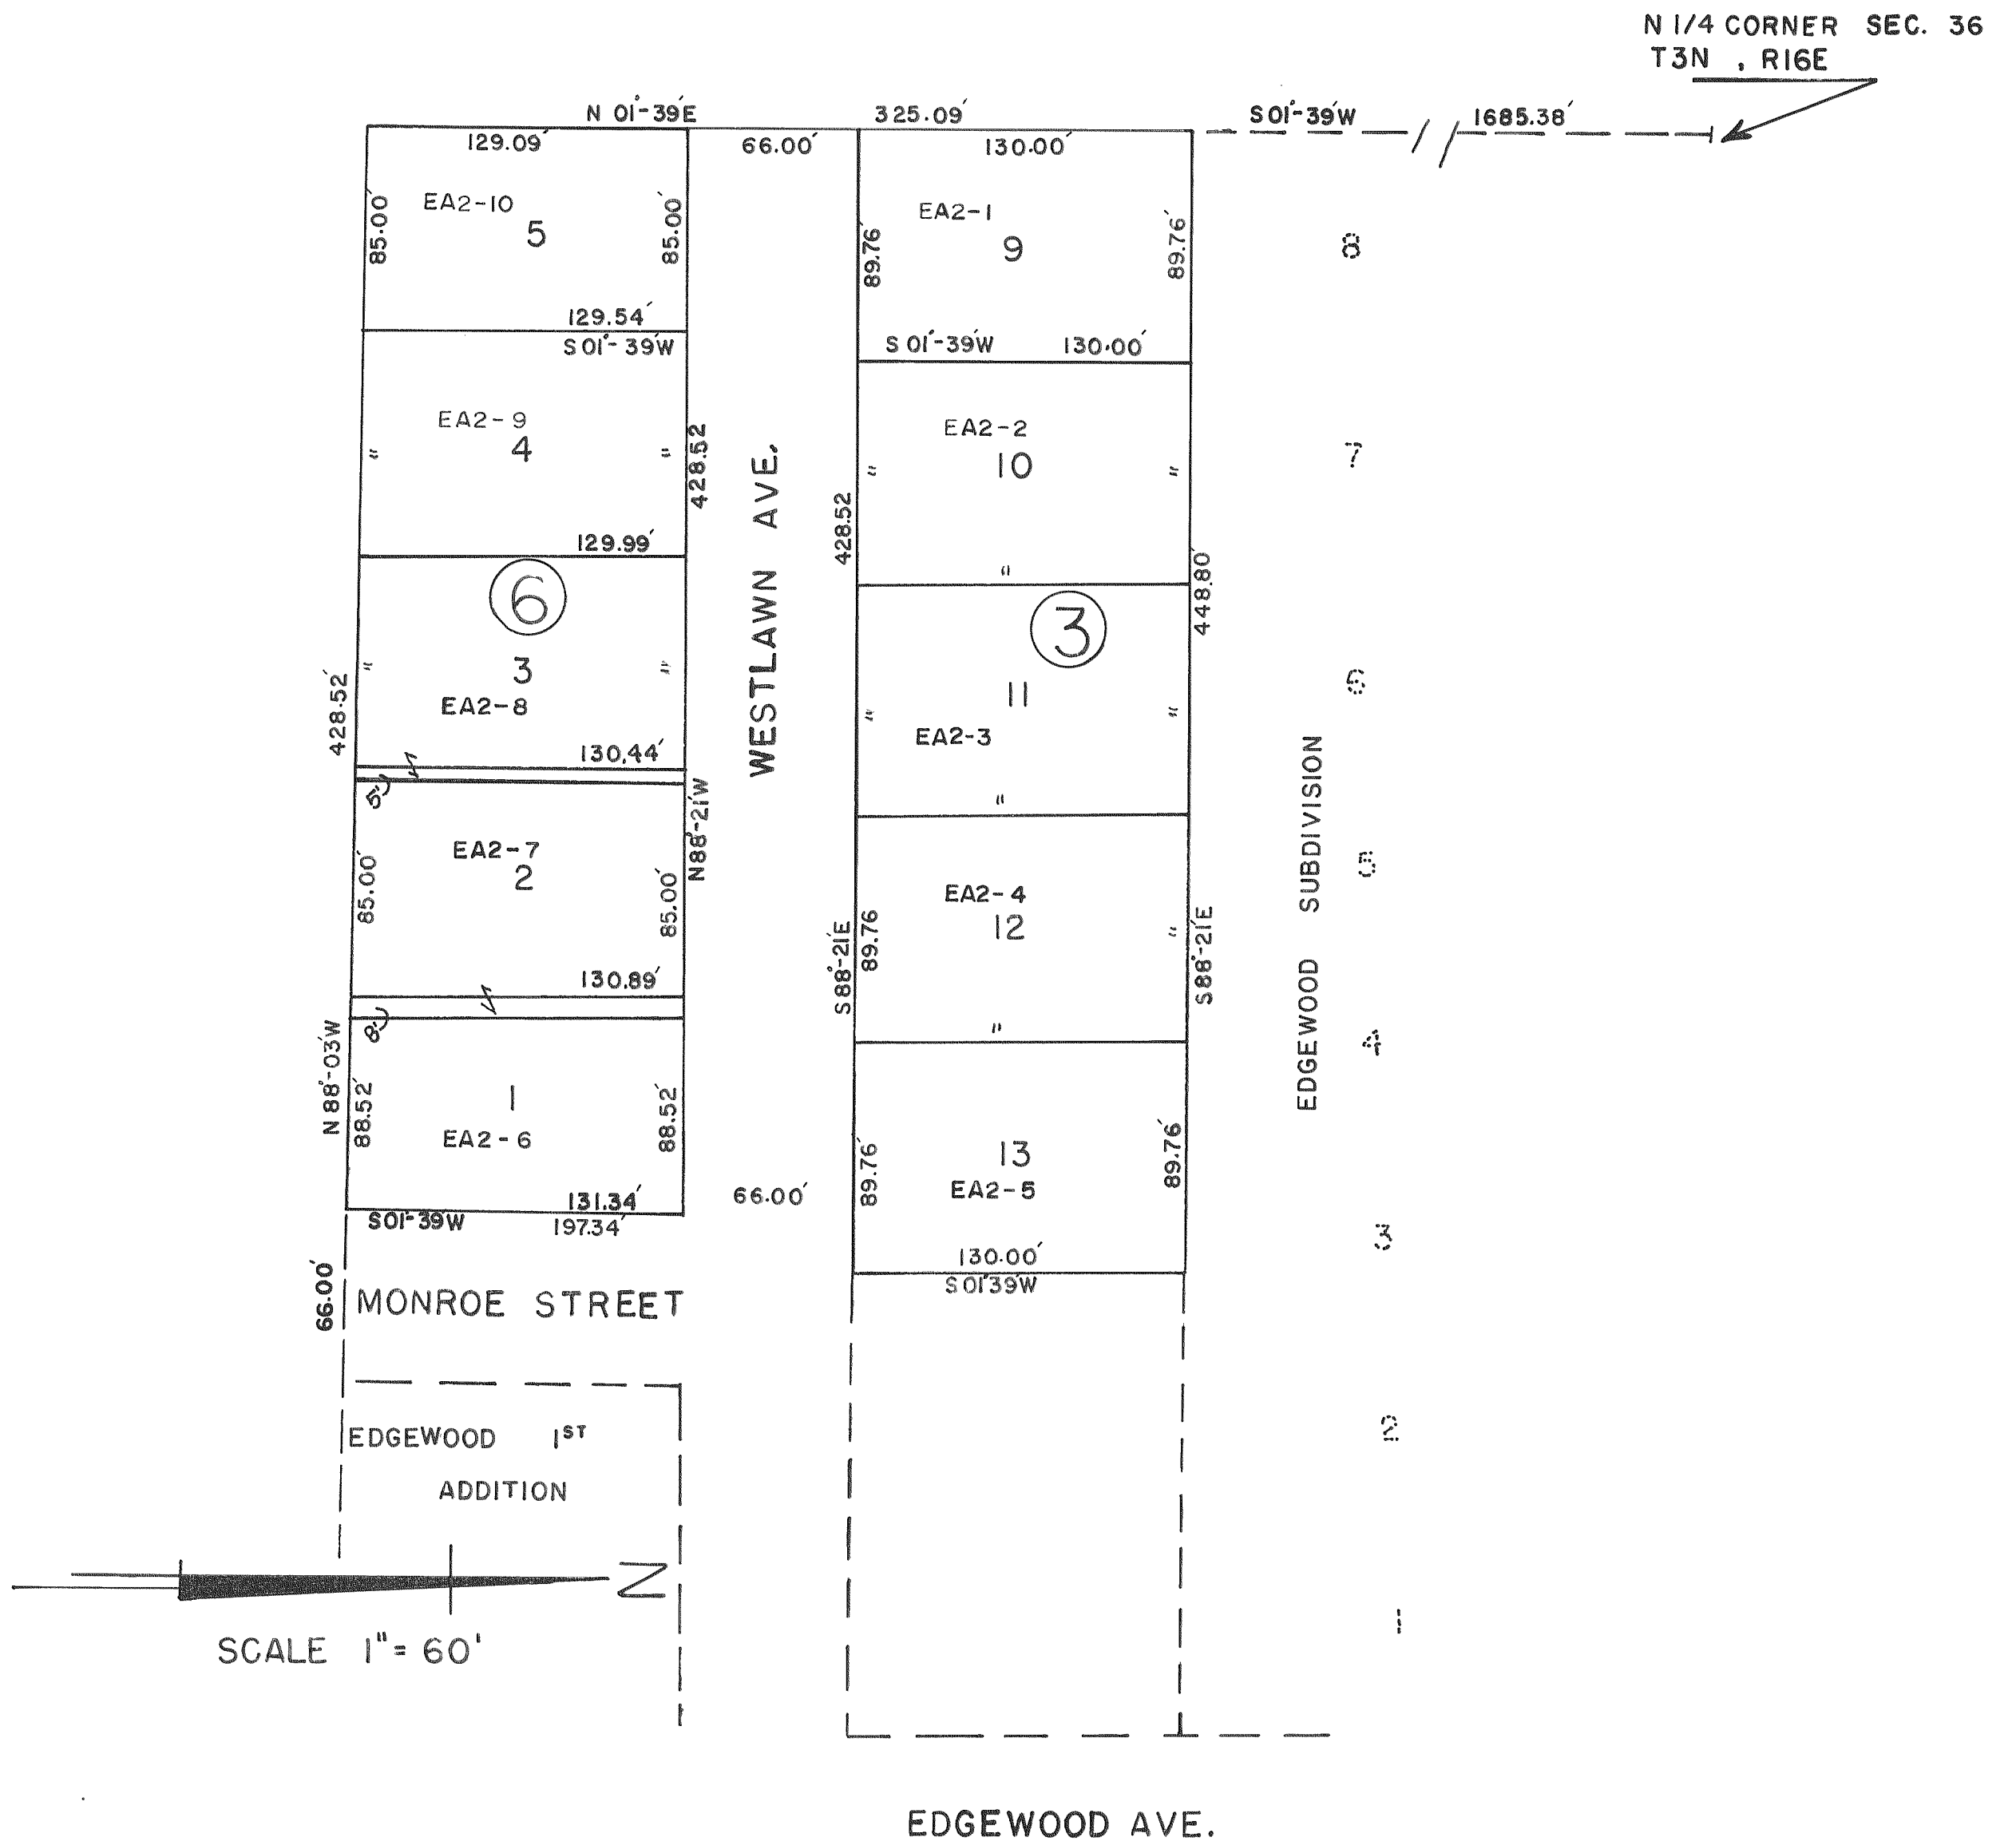 N 1/4 CORNER SEC. 36
T3N , R16E
N 01°-39'E
325.09'
S 01°-39'W
1685.38'
129.09'
66.00'
130.00'
85.00'
EA2-10
5
85.00'
89.76'
EA2-1
9
89.76'
8
129.54'
S 01°-39'W
S 01°-39'W
130.00'
EA2-9
4
"
"
428.52
WESTLAWN AVE.
428.52
EA2-2
10
"
"
7
129.99'
"
6
3
448.80'
3
"
"
EA2-8
428.52'
11
"
"
EA2-3
6
130.44'
5'
"
N88°-21'W
EA2-7
2
85.00'
85.00'
EA2-4
12
89.76
"
S88°-21'E
S88°-21'E
EDGEWOOD SUBDIVISION
5
130.89'
8'
"
4
N 88°-03'W
88.52'
1
EA2-6
88.52'
13
EA2-5
89.76'
89.76'
131.34'
S01°-39'W
197.34'
66.00'
130.00'
S 01°39'W
3
66.00'
MONROE STREET
EDGEWOOD 1ST
ADDITION
2
N
1
SCALE 1"= 60'
EDGEWOOD AVE.